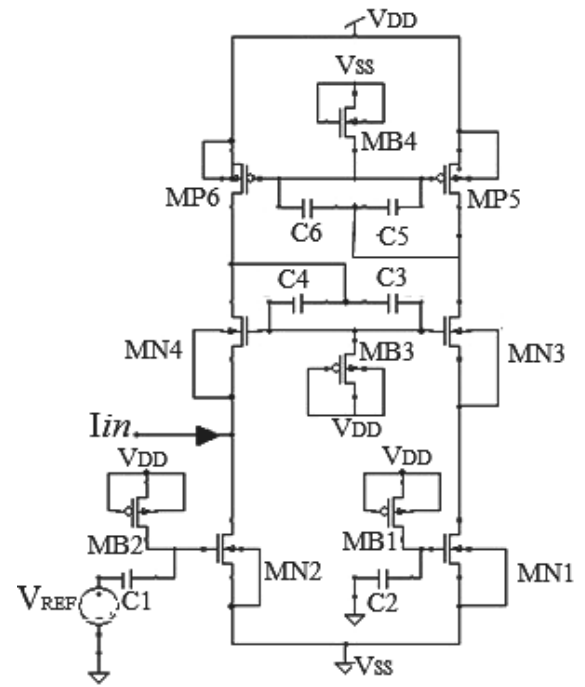 VDD
VSS
MB4
MP6
MP5
C6
C5
C4
C3
MN4
MB3
MN3
VDD
Iin
VDD
VDD
MB2
MN2
MB1
MN1
VREF
C1
C2
VSS